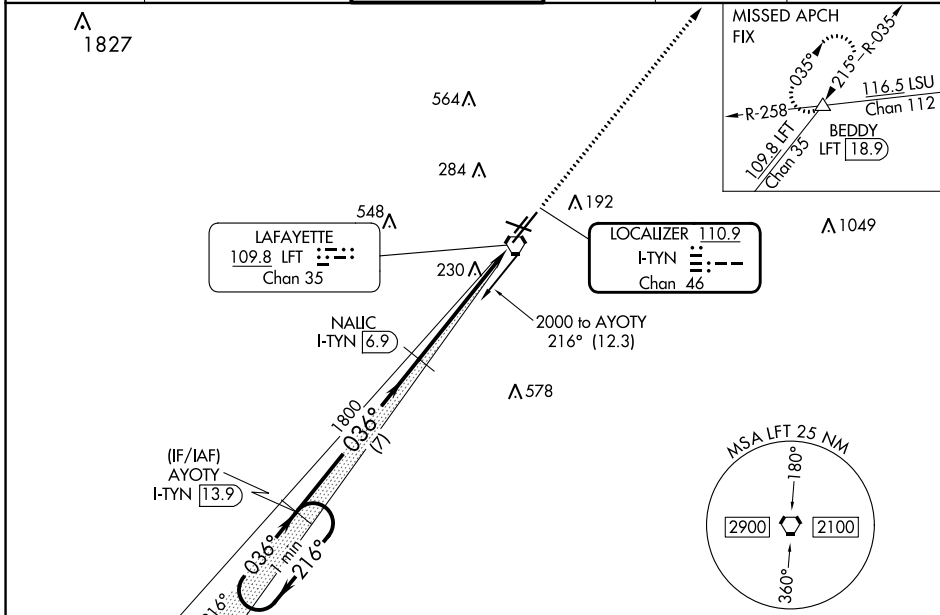 1827
564
284
548
192
1049
230
578
MISSED APCH
FIX
035°
215°
R-035
R-258
116.5 LSU
Chan 112
109.8 LFT
Chan 35
BEDDY
LFT 18.9
LAFAYETTE
109.8 LFT
Chan 35
LOCALIZER 110.9
I-TYN
Chan 46
2000 to AYOTY
216° (12.3)
NALIC
I-TYN 6.9
1800
036°
(7)
(IF/IAF)
AYOTY
I-TYN 13.9
036°
1 min
216°
216°
MSA LFT 25 NM
180°
2900
2100
360°